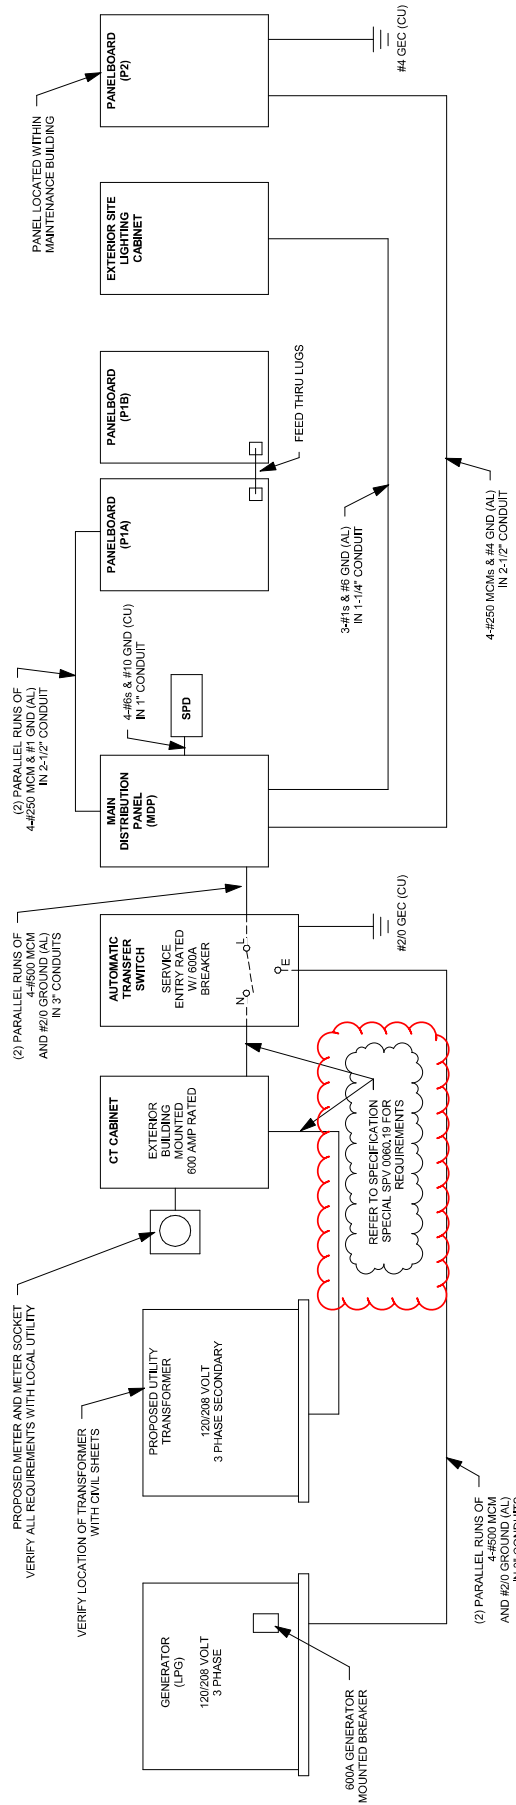 PROPOSED METER AND METER SOCKET
VERIFY ALL REQUIREMENTS WITH LOCAL UTILITY
VERIFY LOCATION OF TRANSFORMER
WITH CIVIL SHEETS
GENERATOR
(LPG)
120/208 VOLT
3 PHASE
600A GENERATOR
MOUNTED BREAKER
PROPOSED UTILITY
TRANSFORMER
120/208 VOLT
3 PHASE SECONDARY
(2) PARALLEL RUNS OF
4-#500 MCM
AND #2/0 GROUND (AL)
IN 3" CONDUITS
CT CABINET
EXTERIOR
BUILDING
MOUNTED
600 AMP RATED
REFER TO SPECIFICATION
SPECIAL SPV 0060.19 FOR
REQUIREMENTS
(2) PARALLEL RUNS OF
4-#500 MCM
AND #2/0 GROUND (AL)
IN 3" CONDUITS
AUTOMATIC
TRANSFER
SWITCH
SERVICE
ENTRY RATED
W/ 600A
BREAKER
N
L
E
#2/0 GEC (CU)
MAIN
DISTRIBUTION
PANEL
(MDP)
(2) PARALLEL RUNS OF
4-#250 MCM & #1 GND (AL)
IN 2-1/2" CONDUIT
4-#6s & #10 GND (CU)
IN 1" CONDUIT
SPD
PANELBOARD
(P1A)
PANELBOARD
(P1B)
FEED THRU LUGS
3-#1s & #6 GND (AL)
IN 1-1/4" CONDUIT
4-#250 MCMs & #4 GND (AL)
IN 2-1/2" CONDUIT
EXTERIOR SITE
LIGHTING
CABINET
PANEL LOCATED WITHIN
MAINTENANCE BUILDING
PANELBOARD
(P2)
#4 GEC (CU)